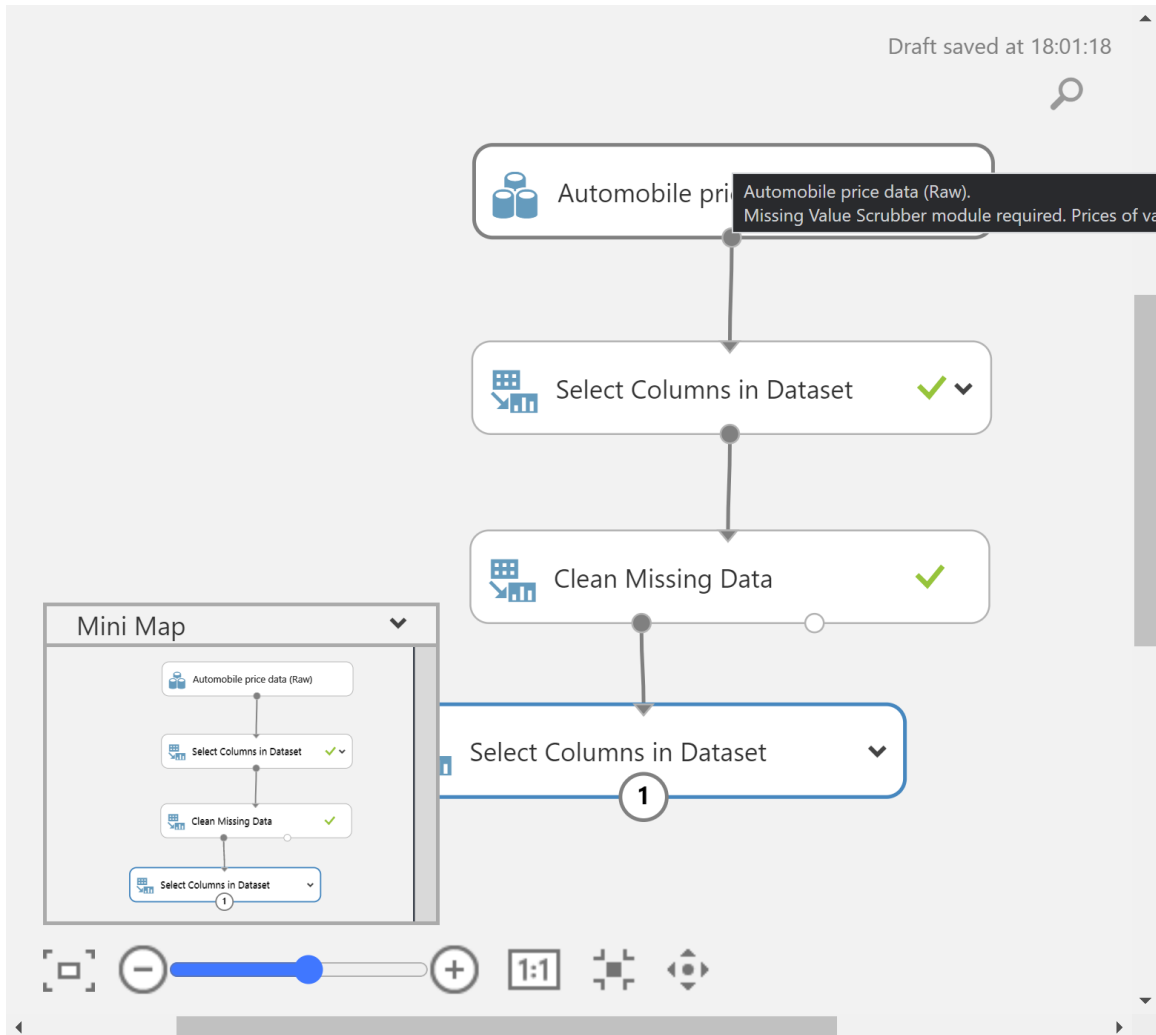 Draft saved at 18:01:18
Automobile pri
Automobile price data (Raw).
Missing Value Scrubber module required. Prices of va
Select Columns in Dataset
Clean Missing Data
Select Columns in Dataset
1
Mini Map
Automobile price data (Raw)
Select Columns in Dataset
Clean Missing Data
Select Columns in Dataset
1
1:1